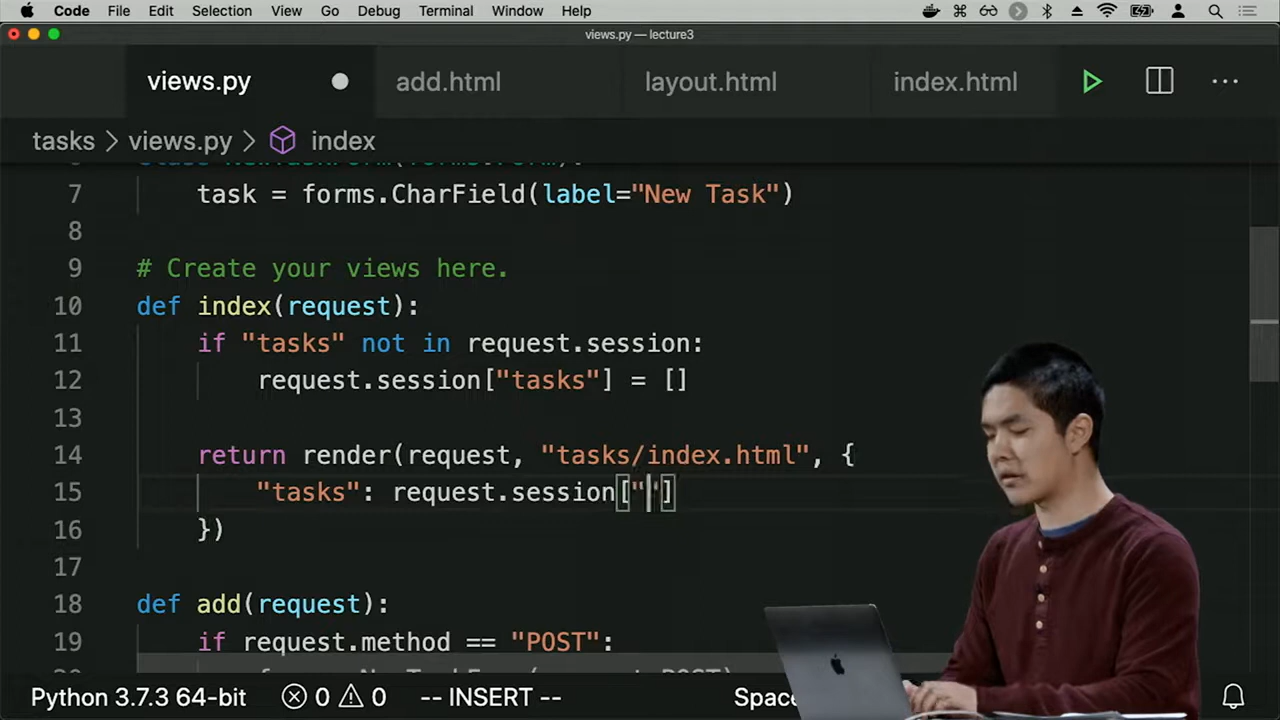 Code File Edit Selection View Go Debug Terminal Window Help
views.py — lecture3
views.py add.html layout.html index.html
tasks > views.py > index
7 task = forms.CharField(label="New Task")
8
9 # Create your views here.
10 def index(request):
11 if "tasks" not in request.session:
12 request.session["tasks"] = []
13
14 return render(request, "tasks/index.html", {
15 "tasks": request.session[""]
16 })
17
18 def add(request):
19 if request.method == "POST":
Python 3.7.3 64-bit 0 0 -- INSERT --